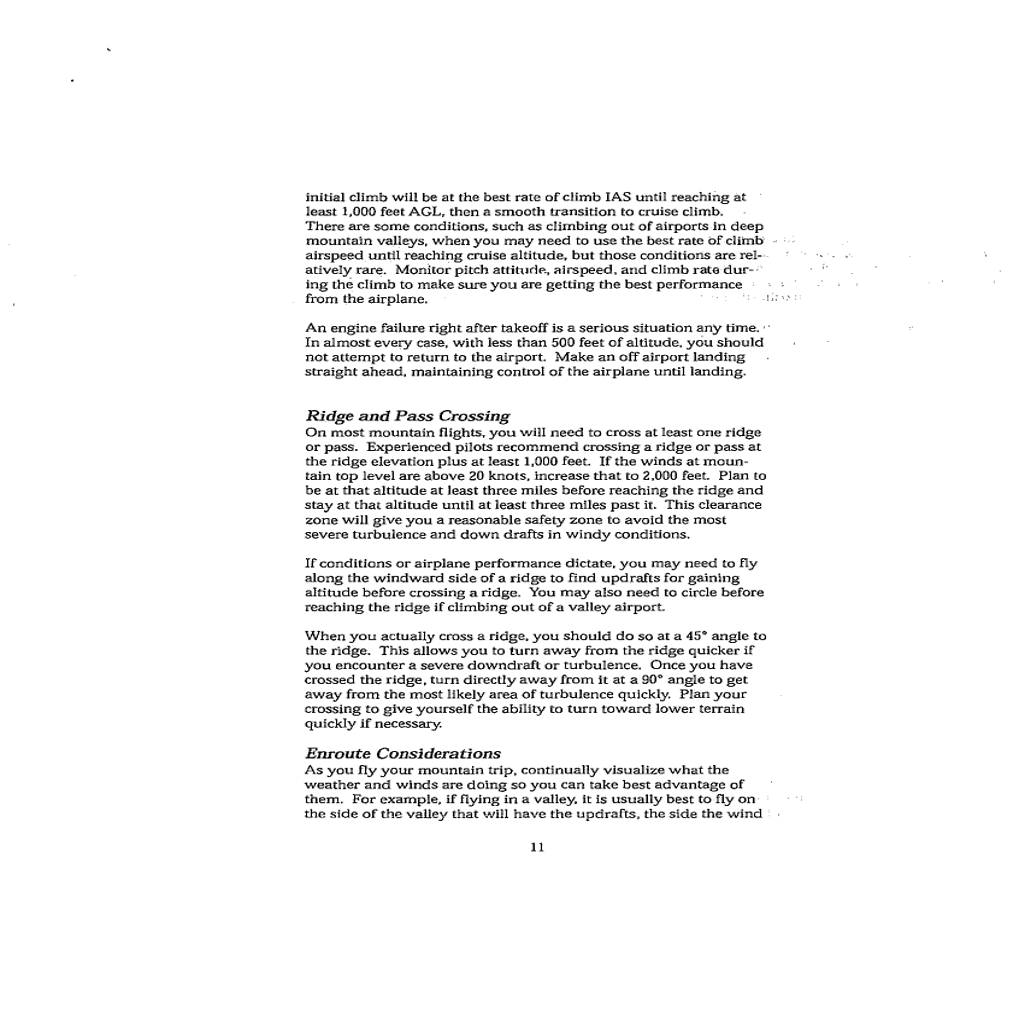 initial climb will be at the best rate of climb IAS until reaching at
least 1,000 feet AGL, then a smooth transition to cruise climb.
There are some conditions, such as climbing out of airports in deep
mountain valleys, when you may need to use the best rate of climb
airspeed until reaching cruise altitude, but those conditions are rel-
atively rare. Monitor pitch attitude, airspeed, and climb rate dur-
ing the climb to make sure you are getting the best performance
from the airplane.
An engine failure right after takeoff is a serious situation any time.
In almost every case, with less than 500 feet of altitude, you should
not attempt to return to the airport. Make an off airport landing
straight ahead, maintaining control of the airplane until landing.
Ridge and Pass Crossing
On most mountain flights, you will need to cross at least one ridge
or pass. Experienced pilots recommend crossing a ridge or pass at
the ridge elevation plus at least 1,000 feet. If the winds at moun-
tain top level are above 20 knots, increase that to 2,000 feet. Plan to
be at that altitude at least three miles before reaching the ridge and
stay at that altitude until at least three miles past it. This clearance
zone will give you a reasonable safety zone to avoid the most
severe turbulence and down drafts in windy conditions.
If conditions or airplane performance dictate, you may need to fly
along the windward side of a ridge to find updrafts for gaining
altitude before crossing a ridge. You may also need to circle before
reaching the ridge if climbing out of a valley airport.
When you actually cross a ridge, you should do so at a 45° angle to
the ridge. This allows you to turn away from the ridge quicker if
you encounter a severe downdraft or turbulence. Once you have
crossed the ridge, turn directly away from it at a 90° angle to get
away from the most likely area of turbulence quickly. Plan your
crossing to give yourself the ability to turn toward lower terrain
quickly if necessary.
Enroute Considerations
As you fly your mountain trip, continually visualize what the
weather and winds are doing so you can take best advantage of
them. For example, if flying in a valley, it is usually best to fly on
the side of the valley that will have the updrafts, the side the wind
11